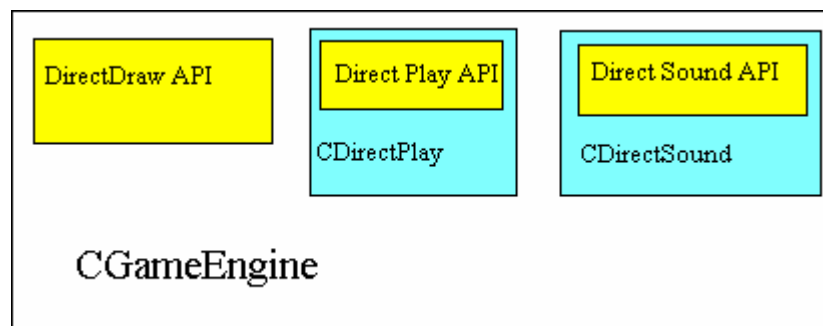 DirectDraw API
Direct Play API
Direct Sound API
CDirectPlay
CDirectSound
CGameEngine